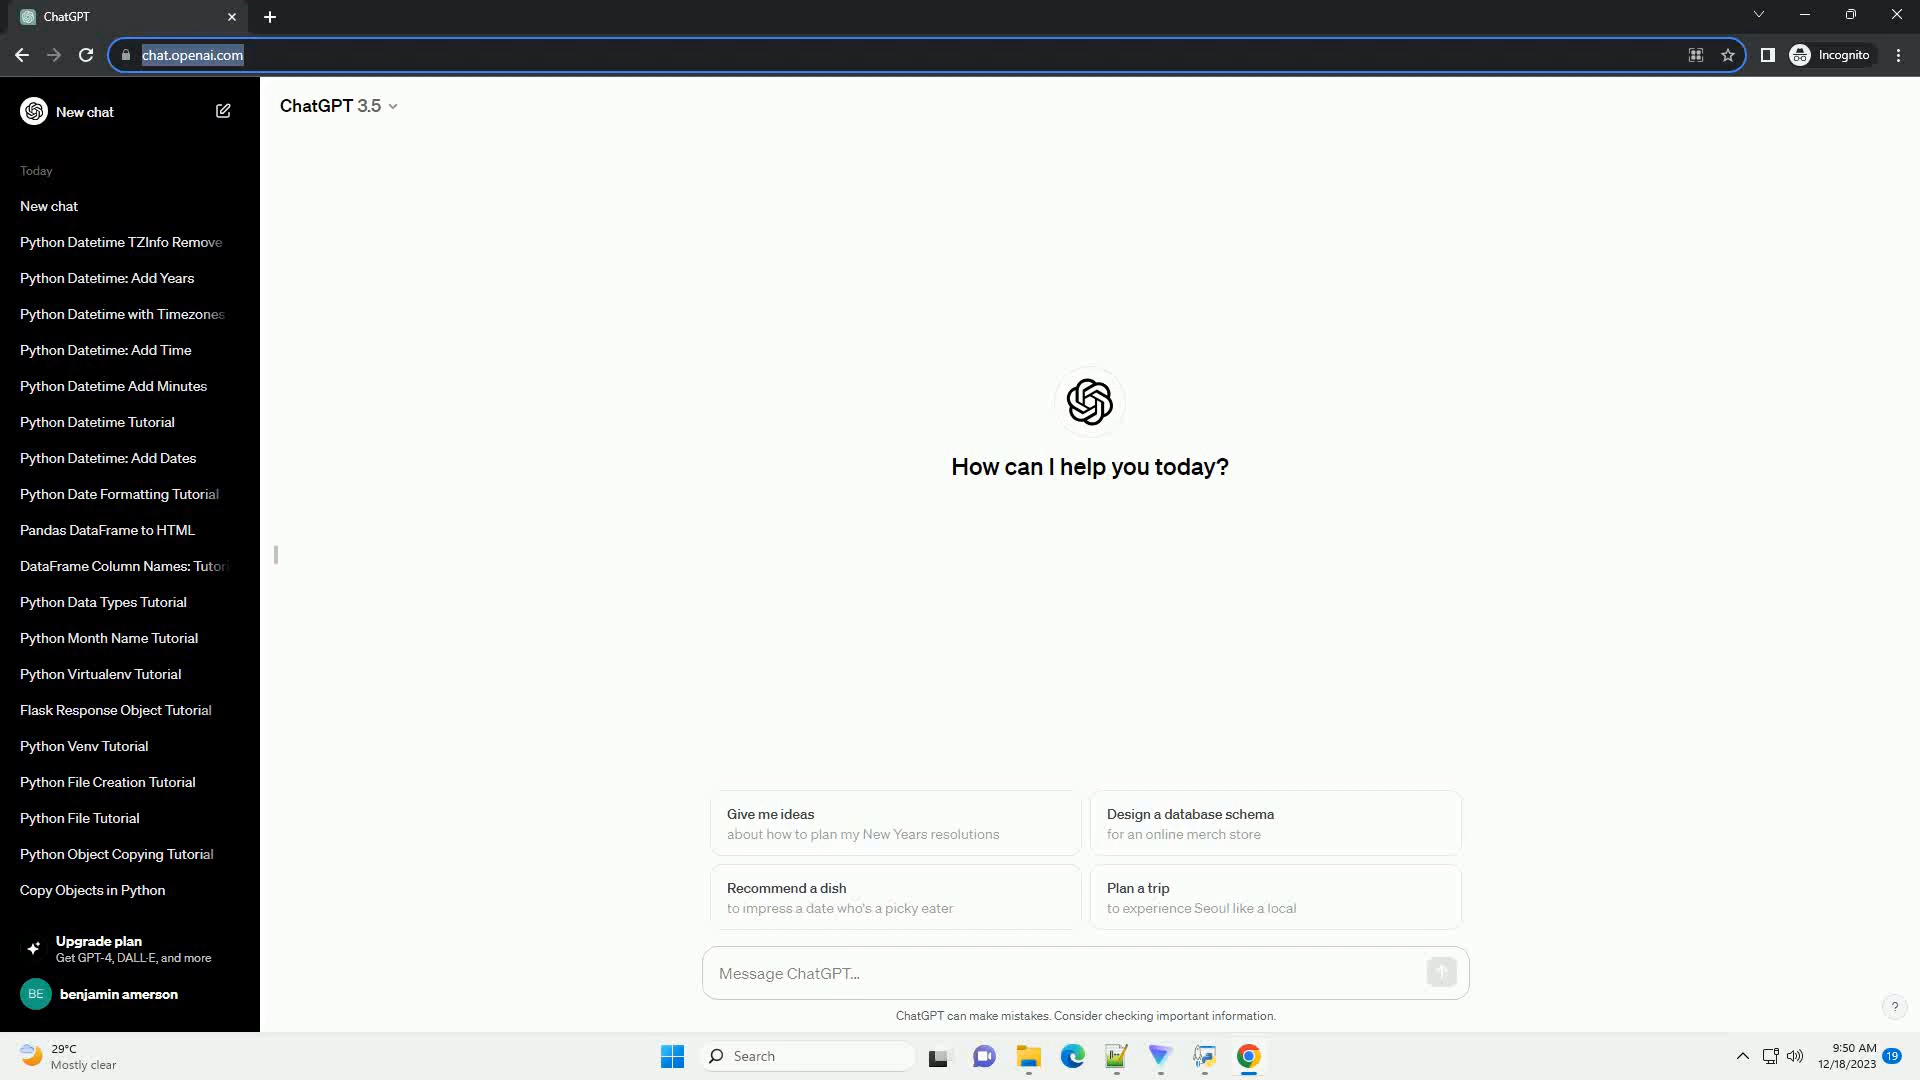 ChatGPT
chat.openai.com
Incognito
New chat
ChatGPT 3.5
Today
New chat
Python Datetime TZInfo Remove
Python Datetime: Add Years
Python Datetime with Timezones
Python Datetime: Add Time
Python Datetime Add Minutes
Python Datetime Tutorial
Python Datetime: Add Dates
Python Date Formatting Tutorial
Pandas DataFrame to HTML
DataFrame Column Names: Tutori
Python Data Types Tutorial
Python Month Name Tutorial
Python Virtualenv Tutorial
Flask Response Object Tutorial
Python Venv Tutorial
Python File Creation Tutorial
Python File Tutorial
Python Object Copying Tutorial
Copy Objects in Python
Upgrade plan
Get GPT-4, DALL·E, and more
BE
benjamin amerson
How can I help you today?
Give me ideas
about how to plan my New Years resolutions
Design a database schema
for an online merch store
Recommend a dish
to impress a date who's a picky eater
Plan a trip
to experience Seoul like a local
Message ChatGPT...
ChatGPT can make mistakes. Consider checking important information.
?
29°C
Mostly clear
Search
9:50 AM
12/18/2023
19